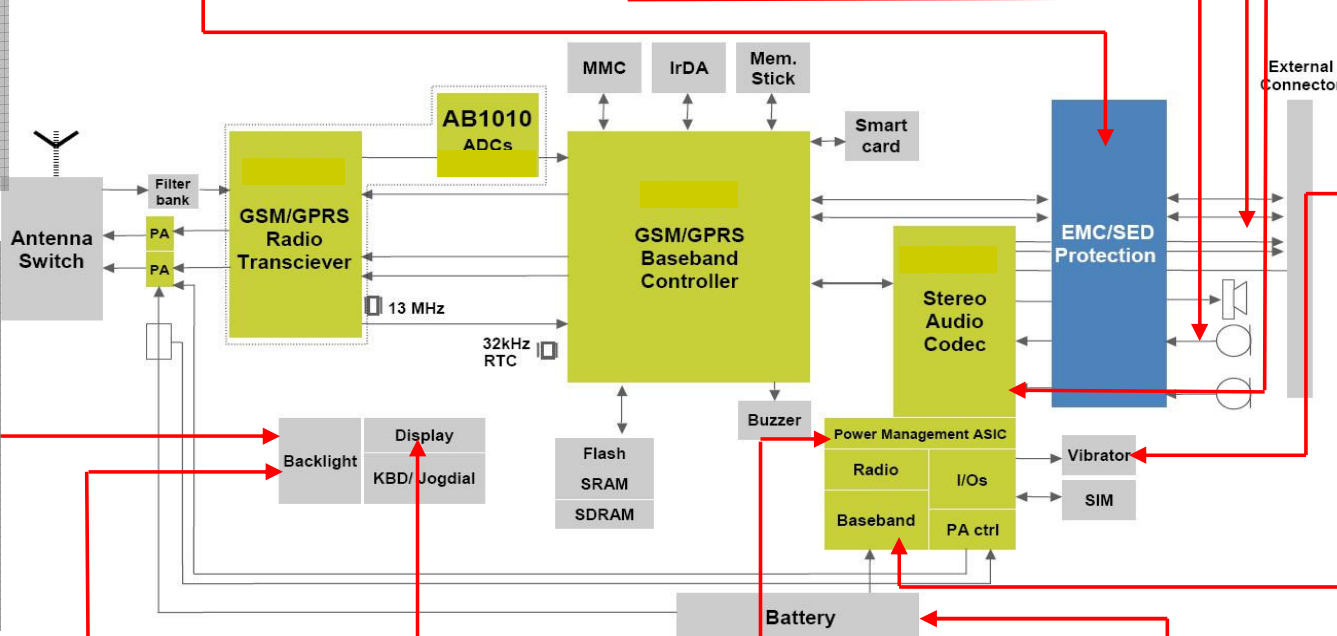 MMC
IrDA
Mem.
Stick
External
Connector
AB1010
ADCs
Smart
card
Filter
bank
Antenna
Switch
PA
PA
GSM/GPRS
Radio
Transciever
GSM/GPRS
Baseband
Controller
EMC/SED
Protection
Stereo
Audio
Codec
13 MHz
32kHz
RTC
Buzzer
Backlight
Display
KBD/ Jogdial
Flash
SRAM
SDRAM
Power Management ASIC
Radio
I/Os
Baseband
PA ctrl
Vibrator
SIM
Battery